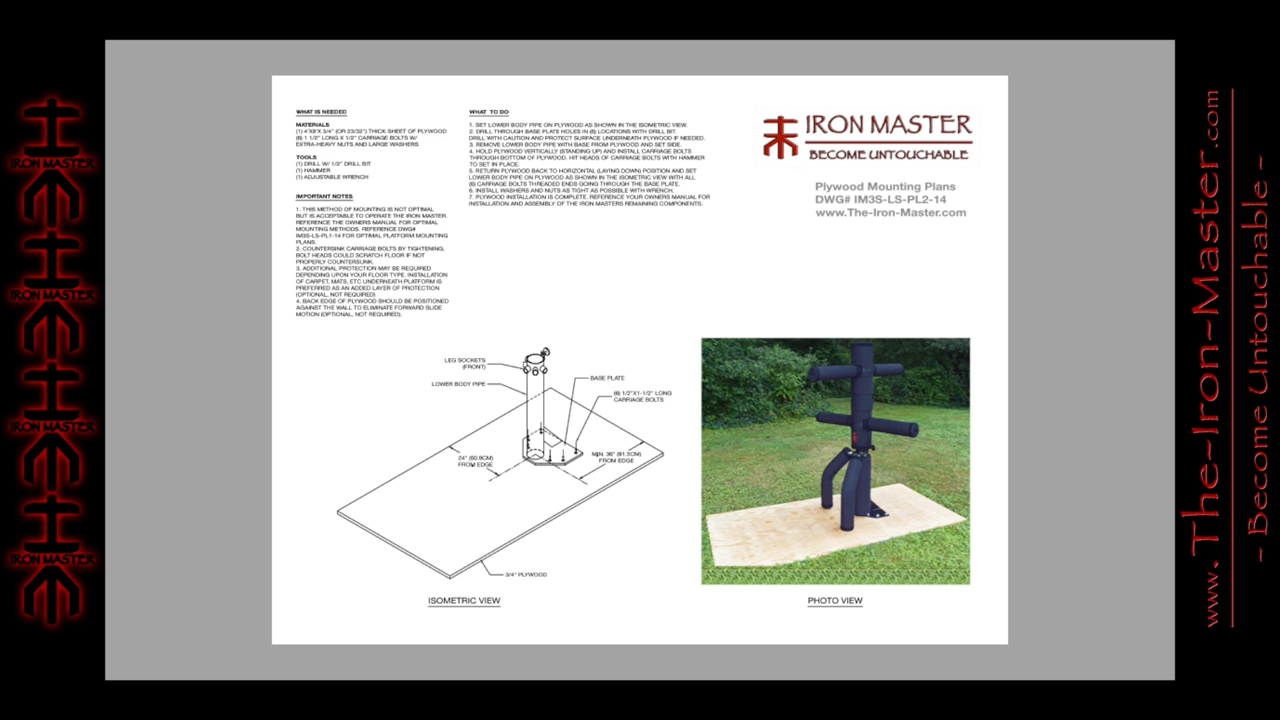 WHAT IS NEEDED
MATERIALS
(1) 4'X8'X 3/4" (OR 23/32") THICK SHEET OF PLYWOOD
(6) 1 1/2" LONG X 1/2" CARRIAGE BOLTS W/
EXTRA-HEAVY NUTS AND LARGE WASHERS
TOOLS
(1) DRILL W/ 1/2" DRILL BIT
(1) HAMMER
(1) ADJUSTABLE WRENCH
IMPORTANT NOTES
1. THIS METHOD OF MOUNTING IS NOT OPTIMAL
BUT IS ACCEPTABLE TO OPERATE THE IRON MASTER.
REFERENCE THE OWNERS MANUAL FOR OPTIMAL
MOUNTING METHODS. REFERENCE DWG#
IM3S-LS-PL1-14 FOR OPTIMAL PLATFORM MOUNTING
PLANS.
2. COUNTERSINK CARRIAGE BOLTS BY TIGHTENING,
BOLT HEADS COULD SCRATCH FLOOR IF NOT
PROPERLY COUNTERSUNK.
3. ADDITIONAL PROTECTION MAY BE REQUIRED
DEPENDING UPON YOUR FLOOR TYPE. INSTALLATION
OF CARPET, MATS, ETC UNDERNEATH PLATFORM IS
PREFERRED AS AN ADDED LAYER OF PROTECTION
(OPTIONAL, NOT REQUIRED)
4. BACK EDGE OF PLYWOOD SHOULD BE POSITIONED
AGAINST THE WALL TO ELIMINATE FORWARD SLIDE
MOTION (OPTIONAL, NOT REQUIRED).
WHAT TO DO
1. SET LOWER BODY PIPE ON PLYWOOD AS SHOWN IN THE ISOMETRIC VIEW.
2. DRILL THROUGH BASE PLATE HOLES IN (6) LOCATIONS WITH DRILL BIT.
DRILL WITH CAUTION AND PROTECT SURFACE UNDERNEATH PLYWOOD IF NEEDED.
3. REMOVE LOWER BODY PIPE WITH BASE FROM PLYWOOD AND SET SIDE.
4. HOLD PLYWOOD VERTICALLY (STANDING UP) AND INSTALL CARRIAGE BOLTS
THROUGH BOTTOM OF PLYWOOD. HIT HEADS OF CARRIAGE BOLTS WITH HAMMER
TO SET IN PLACE.
5. RETURN PLYWOOD BACK TO HORIZONTAL (LAYING DOWN) POSITION AND SET
LOWER BODY PIPE ON PLYWOOD AS SHOWN IN THE ISOMETRIC VIEW WITH ALL
(6) CARRIAGE BOLTS THREADED ENDS GOING THROUGH THE BASE PLATE.
6. INSTALL WASHERS AND NUTS AS TIGHT AS POSSIBLE WITH WRENCH.
7. PLYWOOD INSTALLATION IS COMPLETE. REFERENCE YOUR OWNERS MANUAL FOR
INSTALLATION AND ASSEMBLY OF THE IRON MASTERS REMAINING COMPONENTS.
IRON MASTER
BECOME UNTOUCHABLE
Plywood Mounting Plans
DWG# IM3S-LS-PL2-14
www.The-Iron-Master.com
LEG SOCKETS
(FRONT)
LOWER BODY PIPE
BASE PLATE
(6) 1/2"X1-1/2" LONG
CARRIAGE BOLTS
24" (60.9CM)
FROM EDGE
MIN. 36" (91.5CM)
FROM EDGE
3/4" PLYWOOD
ISOMETRIC VIEW
PHOTO VIEW
IRON MASTER
IRON MASTER
IRON MASTER
IRON MASTER
www.The-Iron-Master.com
- Become Untouchable -